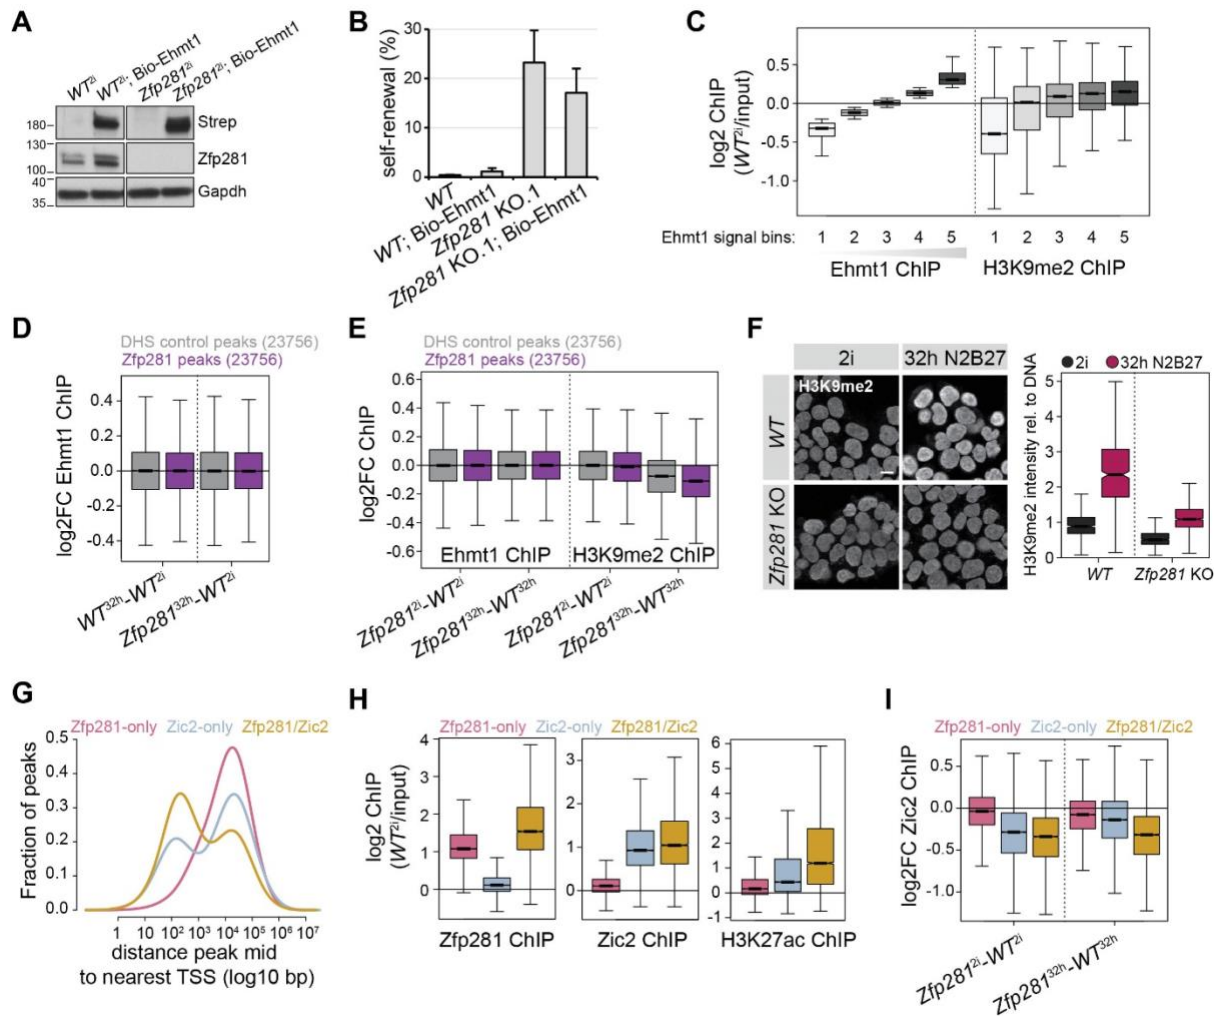 A
WT2i
WT2i; Bio-Ehmt1
Zfp2812i
Zfp2812i; Bio-Ehmt1
180
130
100
40
35
Strep
Zfp281
Gapdh
B
self-renewal (%)
30
20
10
0
WT
WT; Bio-Ehmt1
Zfp281 KO.1
Zfp281 KO.1; Bio-Ehmt1
C
log2 ChIP
(WT2i/input)
0.5
0.0
-0.5
-1.0
Ehmt1 signal bins: 1 2 3 4 5 1 2 3 4 5
Ehmt1 ChIP H3K9me2 ChIP
D
DHS control peaks (23756)
Zfp281 peaks (23756)
log2FC Ehmt1 ChIP
0.4
0.2
0.0
-0.2
-0.4
WT32h-WT2i
Zfp28132h-WT2i
E
DHS control peaks (23756)
Zfp281 peaks (23756)
log2FC ChIP
0.6
0.4
0.2
0.0
-0.2
-0.4
-0.6
Ehmt1 ChIP H3K9me2 ChIP
Zfp2812i-WT2i
Zfp28132h-WT32h
Zfp2812i-WT2i
Zfp28132h-WT32h
F
2i 32h N2B27
H3K9me2
WT
Zfp281 KO
2i 32h N2B27
H3K9me2 intensity rel. to DNA
5
4
3
2
1
0
WT Zfp281 KO
G
Zfp281-only Zic2-only Zfp281/Zic2
Fraction of peaks
0.5
0.4
0.3
0.2
0.1
0.0
1 10 10² 10³ 10⁴ 10⁵ 10⁶ 10⁷
distance peak mid
to nearest TSS (log10 bp)
H
Zfp281-only Zic2-only Zfp281/Zic2
log2 ChIP
(WT2i/input)
4
2
1
0
3
2
1
0
6
5
4
3
2
1
0
-1
Zfp281 ChIP Zic2 ChIP H3K27ac ChIP
I
Zfp281-only Zic2-only Zfp281/Zic2
log2FC Zic2 ChIP
0.5
0.0
-0.5
-1.0
Zfp2812i-WT2i
Zfp28132h-WT32h